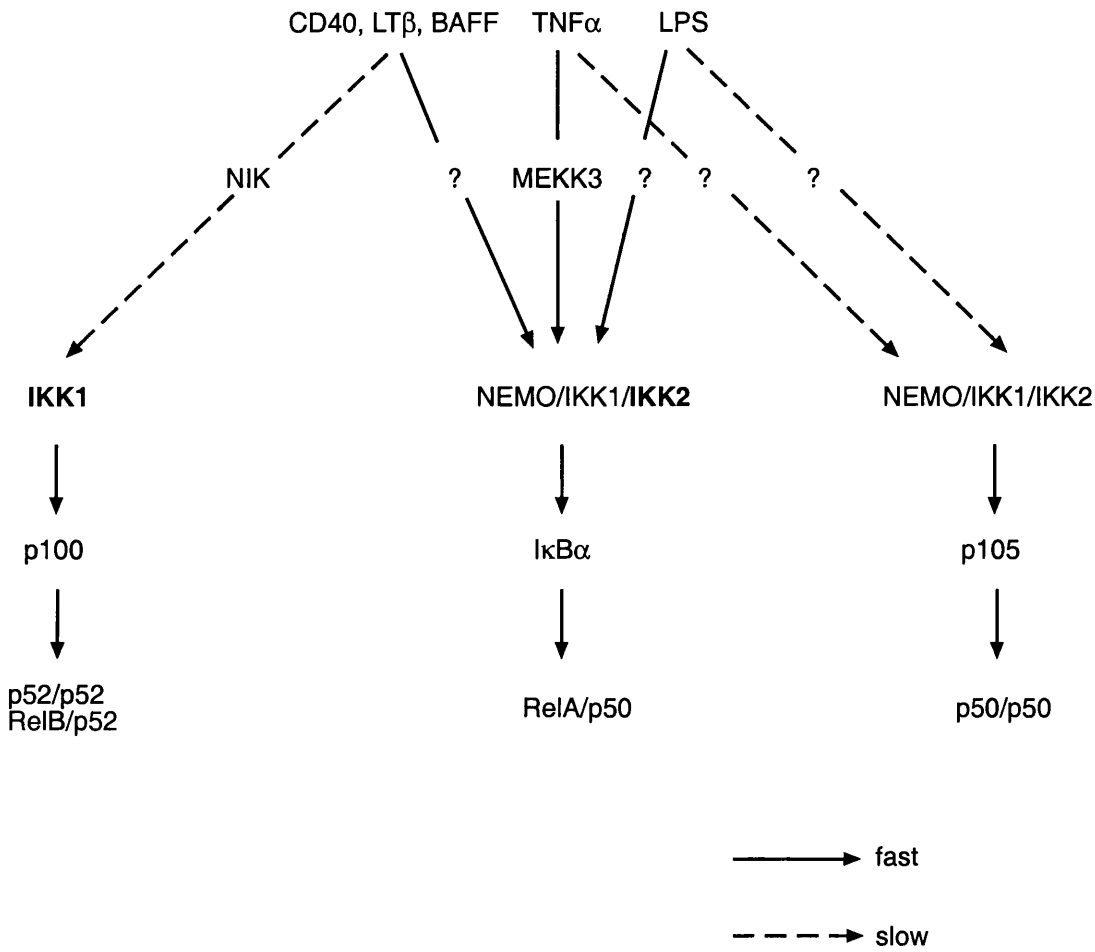 CD40, LTβ, BAFF TNFα LPS
NIK ? MEKK3 ? ? ?
IKK1 NEMO/IKK1/IKK2 NEMO/IKK1/IKK2
p100 IκBα p105
p52/p52
RelB/p52 RelA/p50 p50/p50
fast
slow